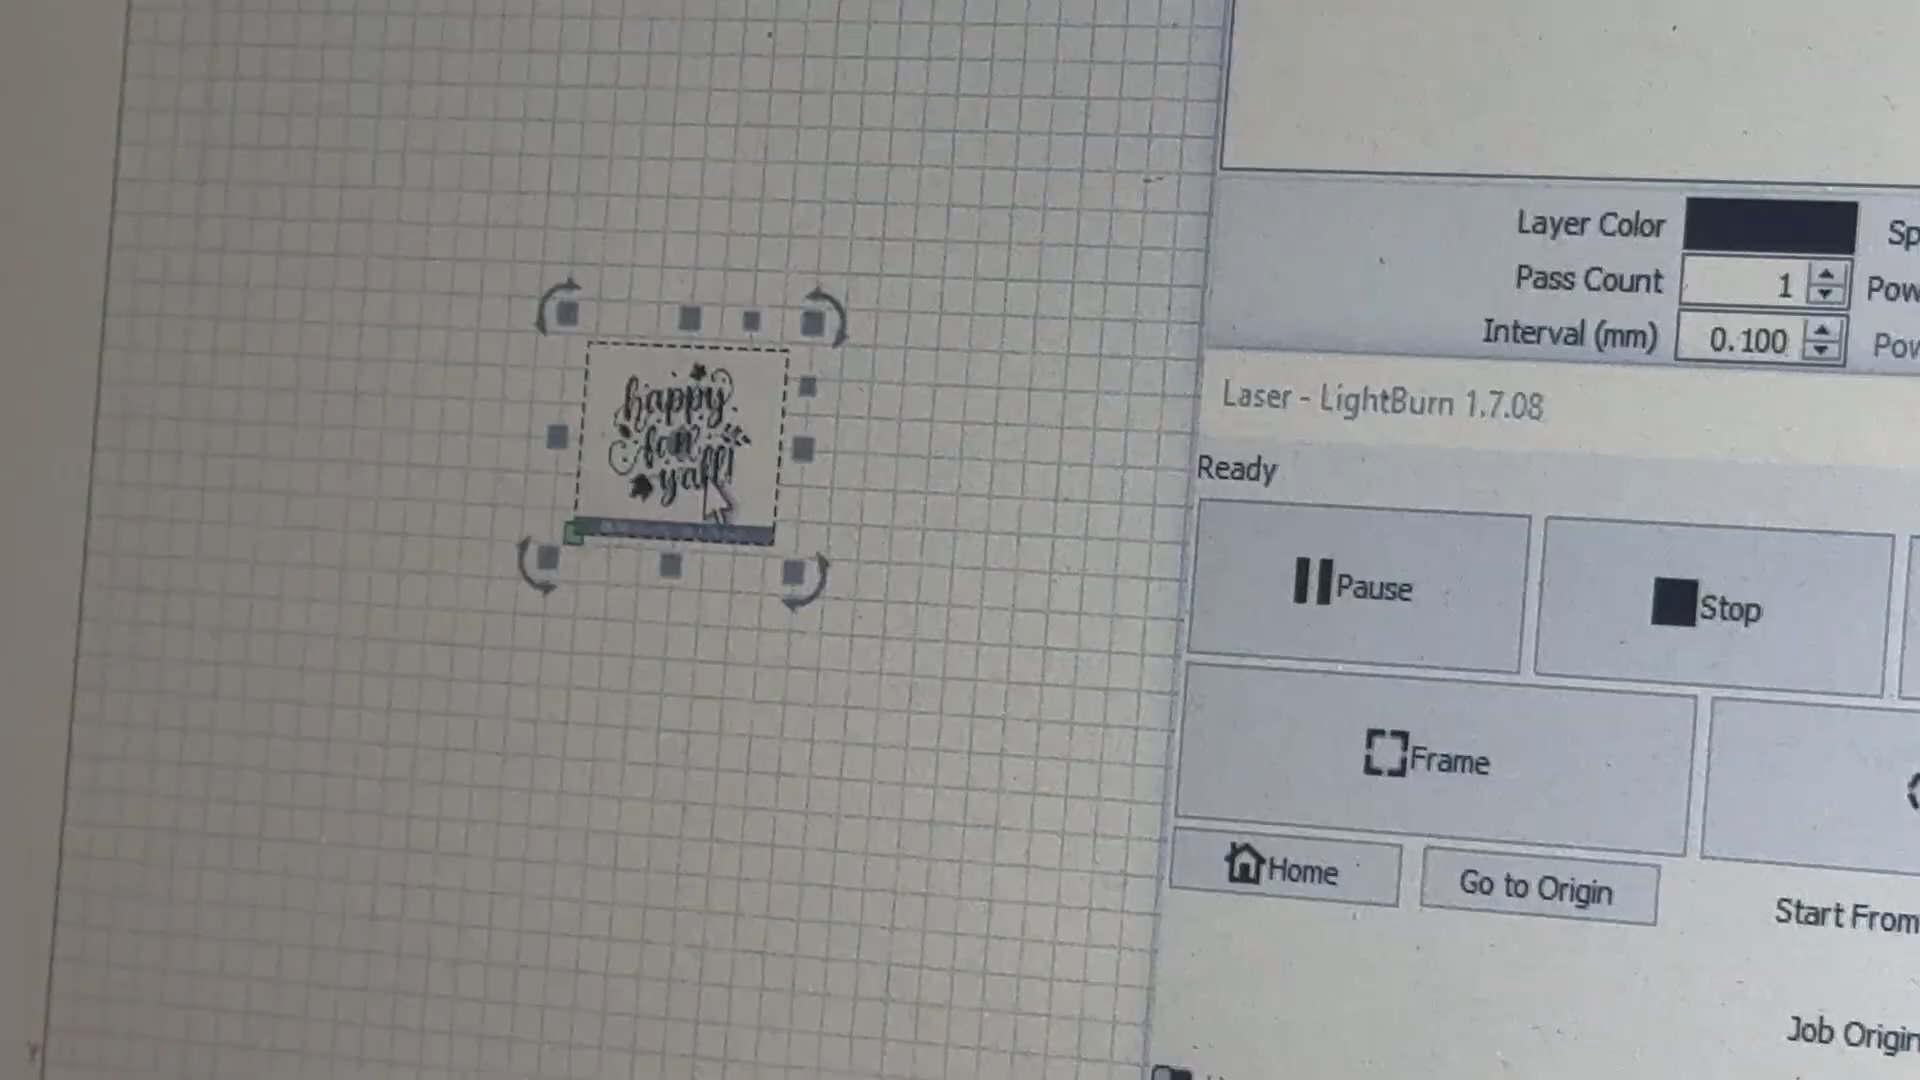 happy
fall
y'all!
Layer Color
Sp
Pass Count 1
Pow
Interval (mm) 0.100
Pow
Laser - LightBurn 1.7.08
Ready
Pause
Stop
Frame
Home
Go to Origin
Start From
Job Origin
Y